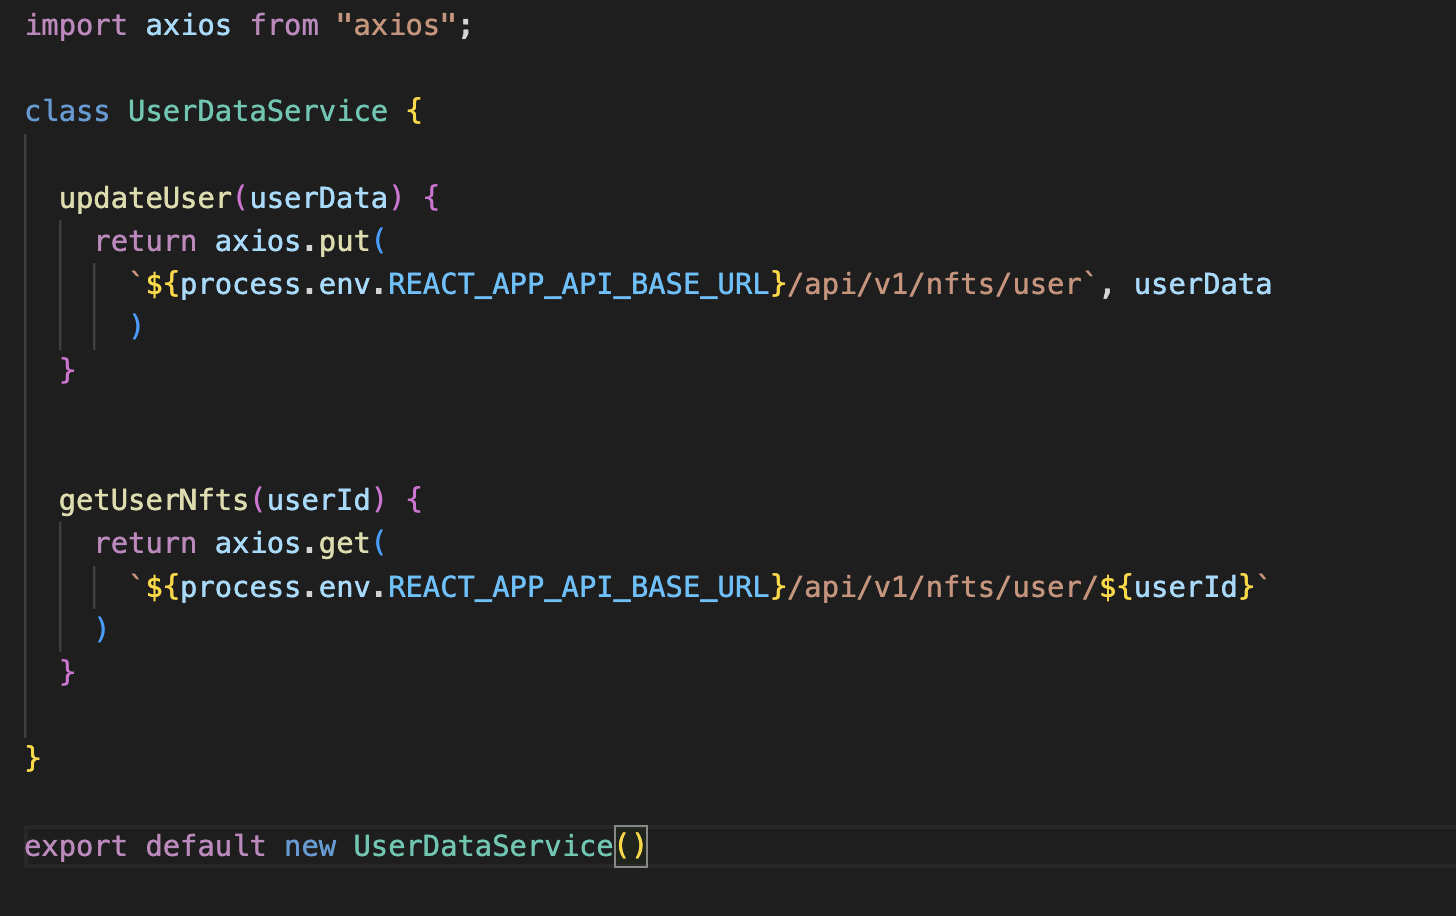 import axios from "axios";
class UserDataService {
updateUser(userData) {
return axios.put(
`${process.env.REACT_APP_API_BASE_URL}/api/v1/nfts/user`, userData
)
}
getUserNfts(userId) {
return axios.get(
`${process.env.REACT_APP_API_BASE_URL}/api/v1/nfts/user/${userId}`
)
}
}
export default new UserDataService()